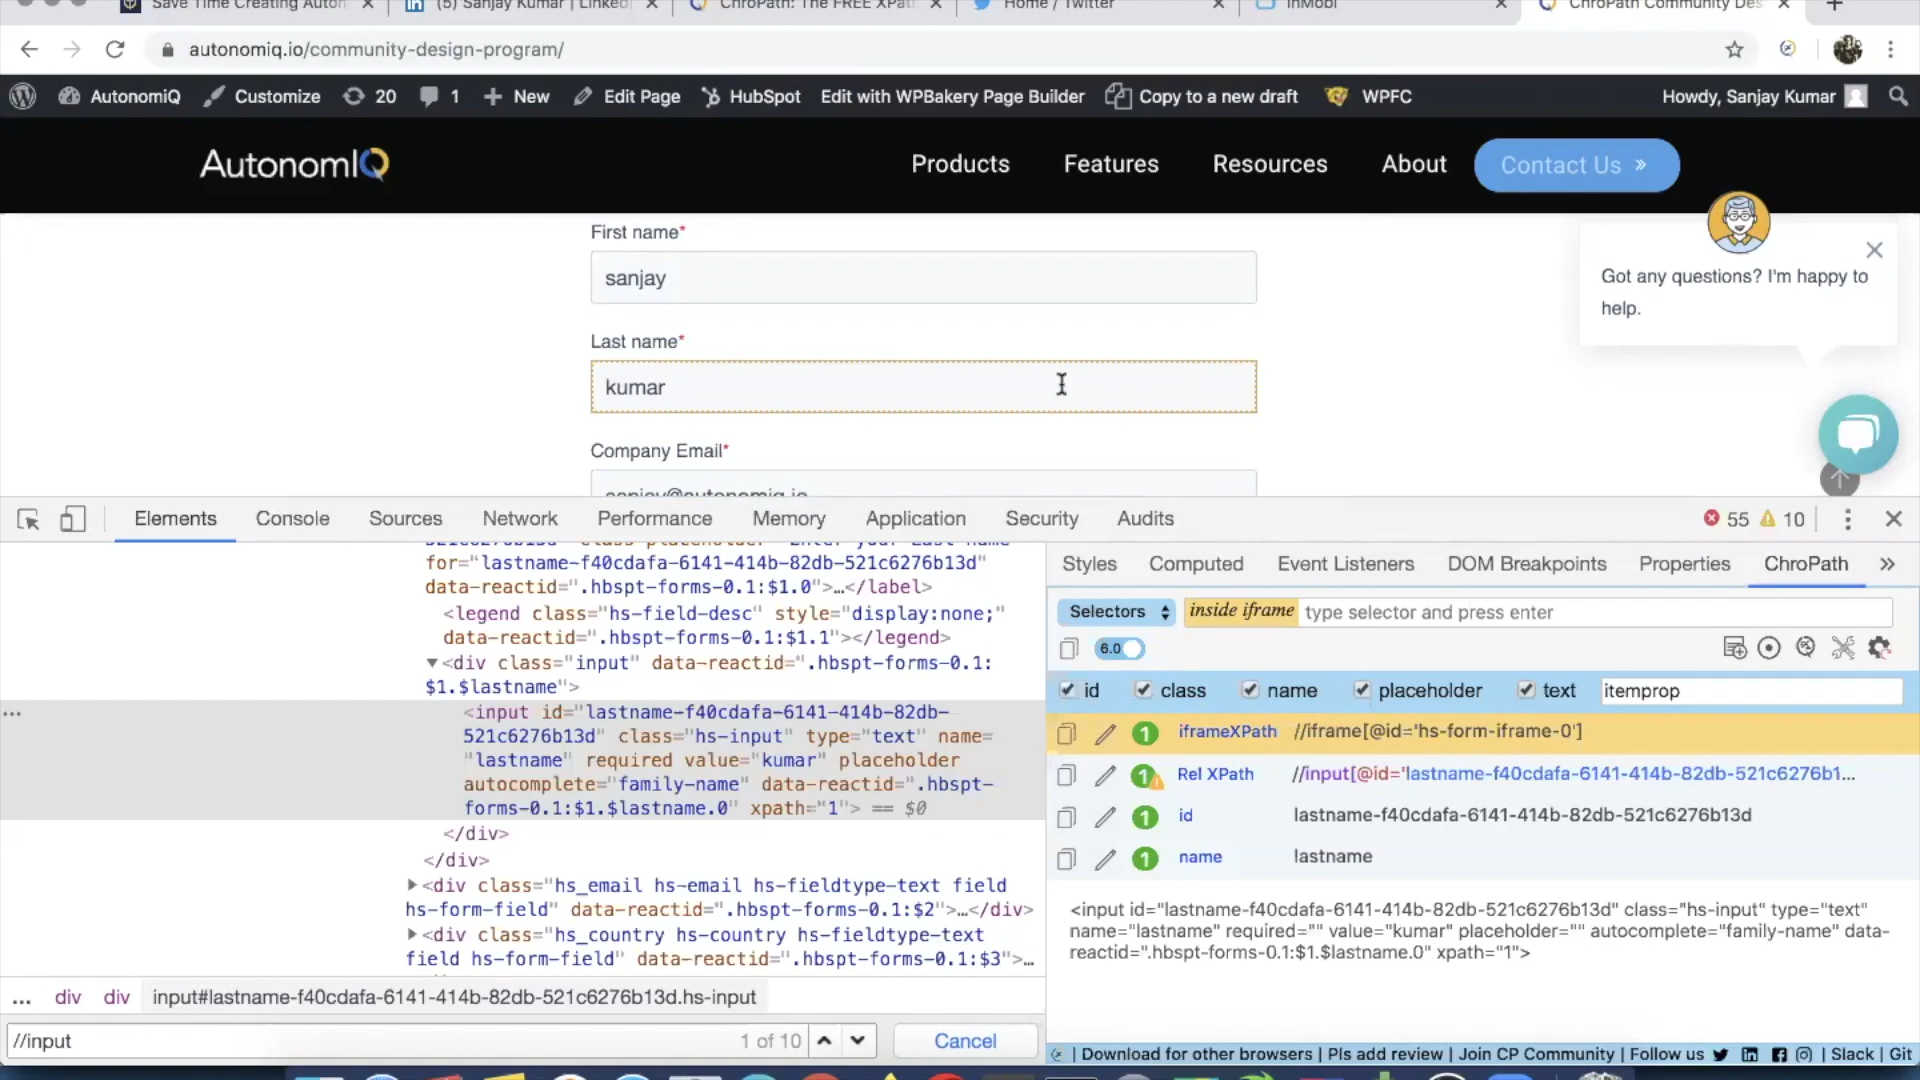 Save Time Creating Autom
(5) Sanjay Kumar | LinkedI
ChroPath: The FREE XPath
Home / Twitter
InMobi
ChroPath Community Des
autonomiq.io/community-design-program/
AutonomiQ
Customize
20
1
New
Edit Page
HubSpot
Edit with WPBakery Page Builder
Copy to a new draft
WPFC
Howdy, Sanjay Kumar
AutonomIQ
Products
Features
Resources
About
Contact Us »
First name*
sanjay
Last name*
kumar
Company Email*
sanjay@autonomiq.io
Got any questions? I'm happy to
help.
Elements
Console
Sources
Network
Performance
Memory
Application
Security
Audits
55
10
for="lastname-f40cdafa-6141-414b-82db-521c6276b13d"
data-reactid=".hbspt-forms-0.1:$1.0">…</label>
<legend class="hs-field-desc" style="display:none;"
data-reactid=".hbspt-forms-0.1:$1.1"></legend>
▼<div class="input" data-reactid=".hbspt-forms-0.1:
$1.$lastname">
<input id="lastname-f40cdafa-6141-414b-82db-
521c6276b13d" class="hs-input" type="text" name=
"lastname" required value="kumar" placeholder
autocomplete="family-name" data-reactid=".hbspt-
forms-0.1:$1.$lastname.0" xpath="1"> == $0
</div>
</div>
▶<div class="hs_email hs-email hs-fieldtype-text field
hs-form-field" data-reactid=".hbspt-forms-0.1:$2">…</div>
▶<div class="hs_country hs-country hs-fieldtype-text
field hs-form-field" data-reactid=".hbspt-forms-0.1:$3">…
... div div input#lastname-f40cdafa-6141-414b-82db-521c6276b13d.hs-input
//input
1 of 10
Cancel
Styles
Computed
Event Listeners
DOM Breakpoints
Properties
ChroPath
»
Selectors
inside iframe
type selector and press enter
6.0
id
class
name
placeholder
text
itemprop
1 iframeXPath //iframe[@id='hs-form-iframe-0']
1 Rel XPath //input[@id='lastname-f40cdafa-6141-414b-82db-521c6276b1...
1 id lastname-f40cdafa-6141-414b-82db-521c6276b13d
1 name lastname
<input id="lastname-f40cdafa-6141-414b-82db-521c6276b13d" class="hs-input" type="text"
name="lastname" required="" value="kumar" placeholder="" autocomplete="family-name" data-
reactid=".hbspt-forms-0.1:$1.$lastname.0" xpath="1">
| Download for other browsers | Pls add review | Join CP Community | Follow us | Slack | Git